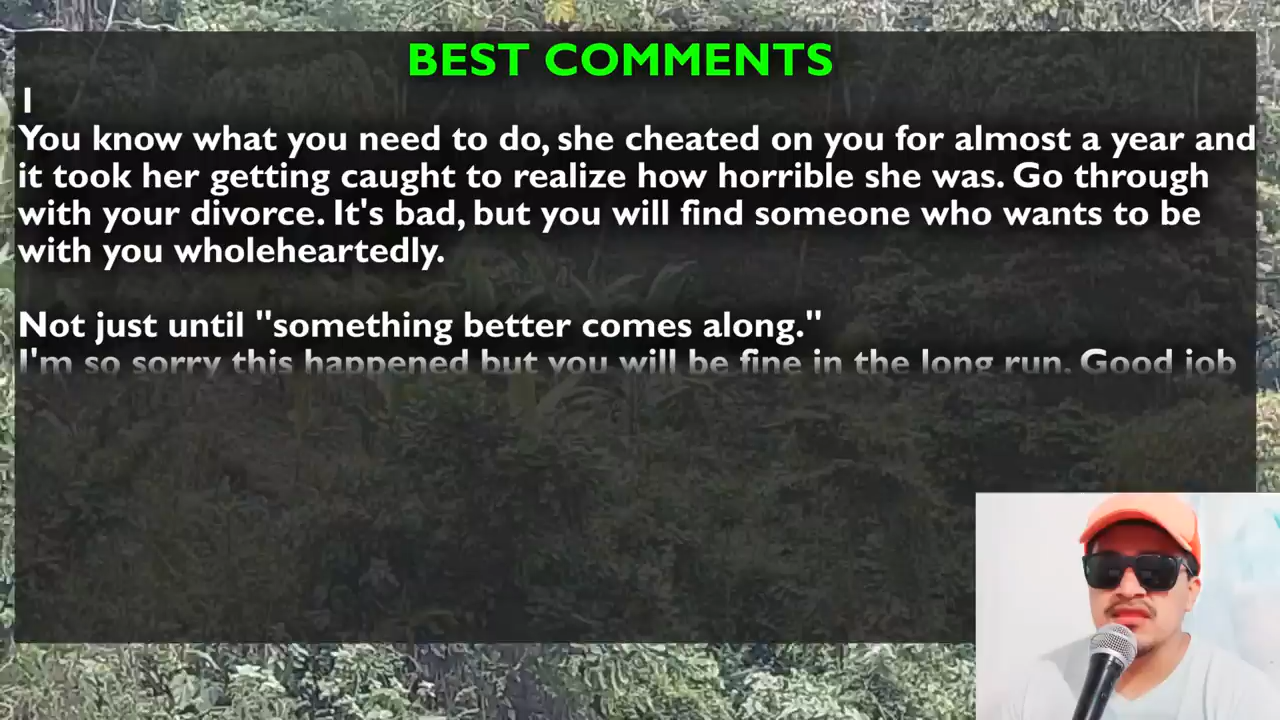 BEST COMMENTS
1
You know what you need to do, she cheated on you for almost a year and
it took her getting caught to realize how horrible she was. Go through
with your divorce. It's bad, but you will find someone who wants to be
with you wholeheartedly.
Not just until "something better comes along."
I'm so sorry this happened but you will be fine in the long run. Good job